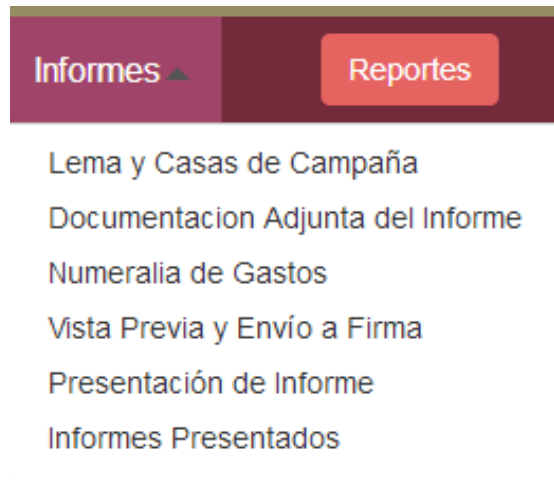 Informes
Reportes
Lema y Casas de Campaña
Documentacion Adjunta del Informe
Numeralia de Gastos
Vista Previa y Envío a Firma
Presentación de Informe
Informes Presentados